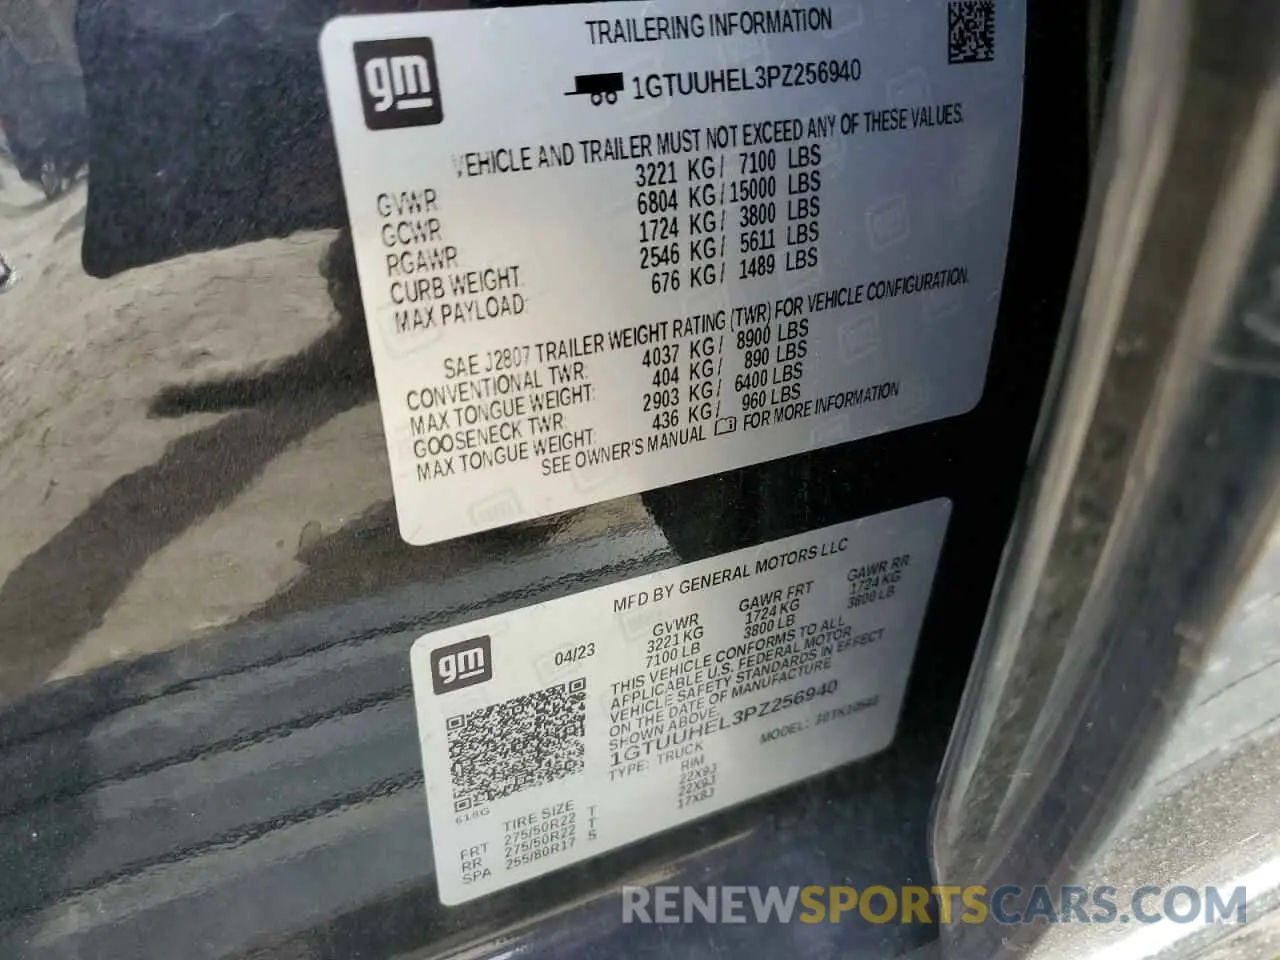 gm
TRAILERING INFORMATION
1GTUUHEL3PZ256940
VEHICLE AND TRAILER MUST NOT EXCEED ANY OF THESE VALUES.
GVWR 3221 KG/ 7100 LBS
GCWR 6804 KG/15000 LBS
RGAWR 1724 KG/ 3800 LBS
CURB WEIGHT: 2546 KG/ 5611 LBS
MAX PAYLOAD: 676 KG/ 1489 LBS
SAE J2807 TRAILER WEIGHT RATING (TWR) FOR VEHICLE CONFIGURATION.
CONVENTIONAL TWR: 4037 KG/ 8900 LBS
MAX TONGUE WEIGHT: 404 KG/ 890 LBS
GOOSENECK TWR: 2903 KG/ 6400 LBS
MAX TONGUE WEIGHT: 436 KG/ 960 LBS
SEE OWNER'S MANUAL FOR MORE INFORMATION
MFD BY GENERAL MOTORS LLC
gm
04/23
GVWR GAWR FRT GAWR RR
3221 KG 1724 KG 1724 KG
7100 LB 3800 LB 3800 LB
THIS VEHICLE CONFORMS TO ALL
APPLICABLE U.S. FEDERAL MOTOR
VEHICLE SAFETY STANDARDS IN EFFECT
ON THE DATE OF MANUFACTURE
SHOWN ABOVE.
1GTUUHEL3PZ256940
TYPE: TRUCK MODEL:
618G
TIRE SIZE RIM
FRT 275/50R22 T 22X9J
RR 275/50R22 T 22X9J
SPA 255/80R17 S 17X8J
RENEWSPORTSCARS.COM